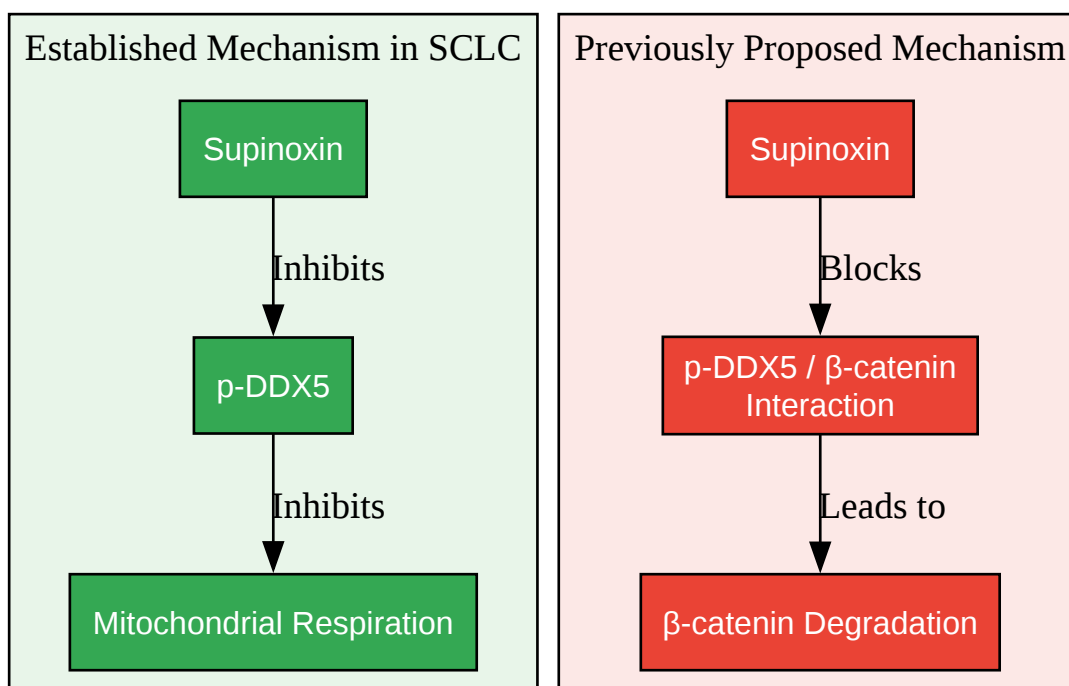 Established Mechanism in SCLC
Supinoxin
Inhibits
p-DDX5
Inhibits
Mitochondrial Respiration
Previously Proposed Mechanism
Supinoxin
Blocks
p-DDX5 / β-catenin
Interaction
Leads to
β-catenin Degradation